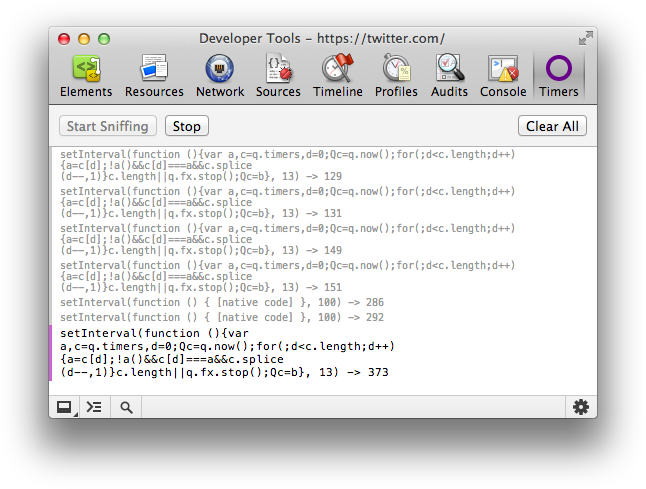 Developer Tools – https://twitter.com/
Elements Resources Network Sources Timeline Profiles Audits Console Timers
Start Sniffing Stop Clear All
setInterval(function (){var a,c=q.timers,d=0;Qc=q.now();for(;d<c.length;d++)
{a=c[d];!a()&&c[d]===a&&c.splice
(d--,1)}c.length||q.fx.stop();Qc=b}, 13) -> 129
setInterval(function (){var a,c=q.timers,d=0;Qc=q.now();for(;d<c.length;d++)
{a=c[d];!a()&&c[d]===a&&c.splice
(d--,1)}c.length||q.fx.stop();Qc=b}, 13) -> 131
setInterval(function (){var a,c=q.timers,d=0;Qc=q.now();for(;d<c.length;d++)
{a=c[d];!a()&&c[d]===a&&c.splice
(d--,1)}c.length||q.fx.stop();Qc=b}, 13) -> 149
setInterval(function (){var a,c=q.timers,d=0;Qc=q.now();for(;d<c.length;d++)
{a=c[d];!a()&&c[d]===a&&c.splice
(d--,1)}c.length||q.fx.stop();Qc=b}, 13) -> 151
setInterval(function () { [native code] }, 100) -> 286
setInterval(function () { [native code] }, 100) -> 292
setInterval(function (){var
a,c=q.timers,d=0;Qc=q.now();for(;d<c.length;d++)
{a=c[d];!a()&&c[d]===a&&c.splice
(d--,1)}c.length||q.fx.stop();Qc=b}, 13) -> 373